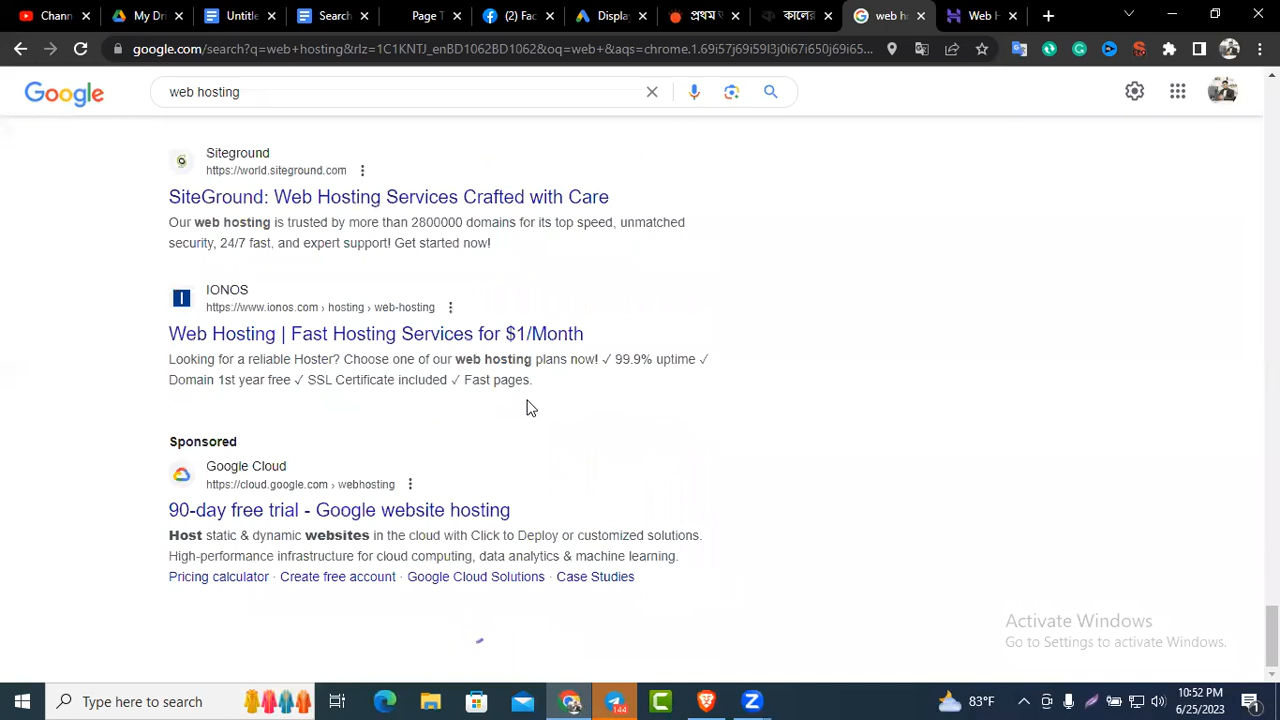 Chann
My Dri
Untitle
Search
Page T
(2) Fac
Display
প্রথম
কালের
web h
Web H
google.com/search?q=web+hosting&rlz=1C1KNTJ_enBD1062BD1062&oq=web+&aqs=chrome.1.69i57j69i59l3j0i67i650j69i65...
Google
web hosting
Siteground
https://world.siteground.com
SiteGround: Web Hosting Services Crafted with Care
Our web hosting is trusted by more than 2800000 domains for its top speed, unmatched
security, 24/7 fast, and expert support! Get started now!
IONOS
https://www.ionos.com › hosting › web-hosting
Web Hosting | Fast Hosting Services for $1/Month
Looking for a reliable Hoster? Choose one of our web hosting plans now! ✓ 99.9% uptime ✓
Domain 1st year free ✓ SSL Certificate included ✓ Fast pages.
Sponsored
Google Cloud
https://cloud.google.com › webhosting
90-day free trial - Google website hosting
Host static & dynamic websites in the cloud with Click to Deploy or customized solutions.
High-performance infrastructure for cloud computing, data analytics & machine learning.
Pricing calculator · Create free account · Google Cloud Solutions · Case Studies
Activate Windows
Go to Settings to activate Windows.
Type here to search
144
83°F
10:52 PM
6/25/2023
1